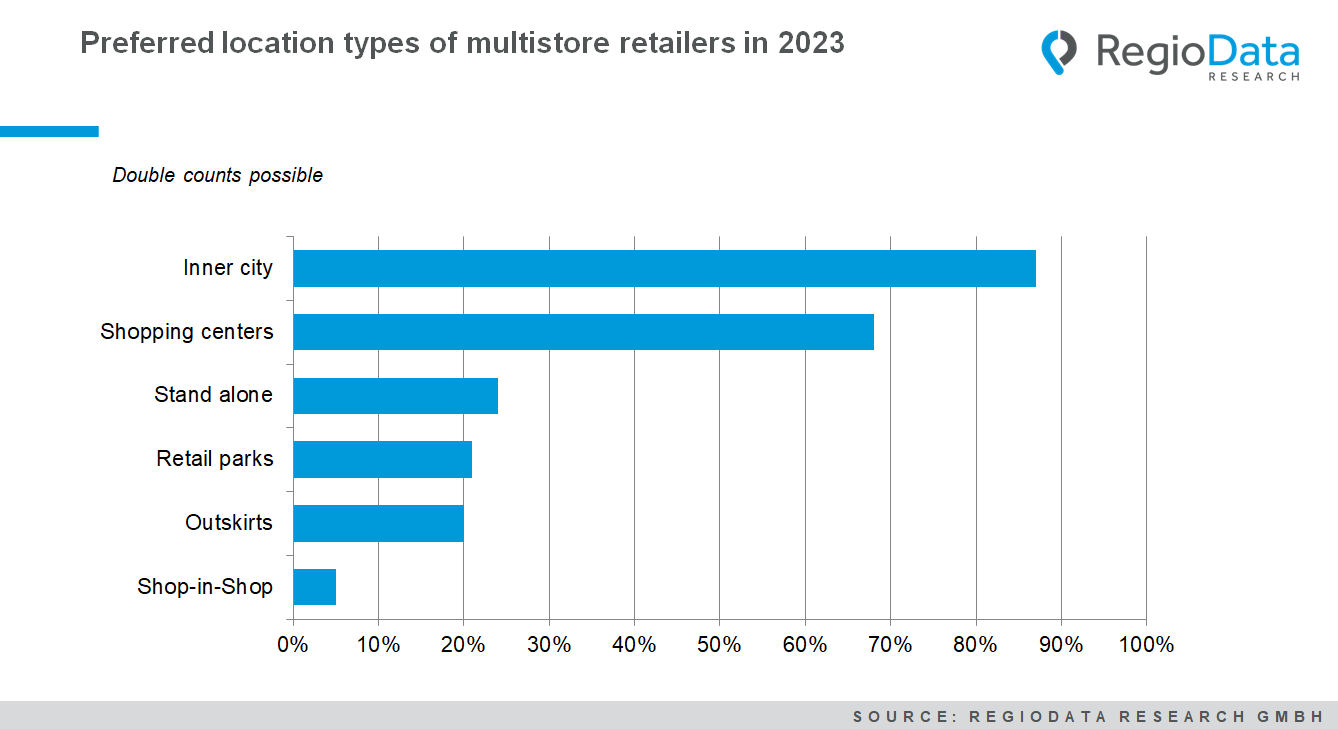 Preferred location types of multistore retailers in 2023
RegioData
RESEARCH
Double counts possible
Inner city
Shopping centers
Stand alone
Retail parks
Outskirts
Shop-in-Shop
0% 10% 20% 30% 40% 50% 60% 70% 80% 90% 100%
SOURCE: REGIODATA RESEARCH GMBH